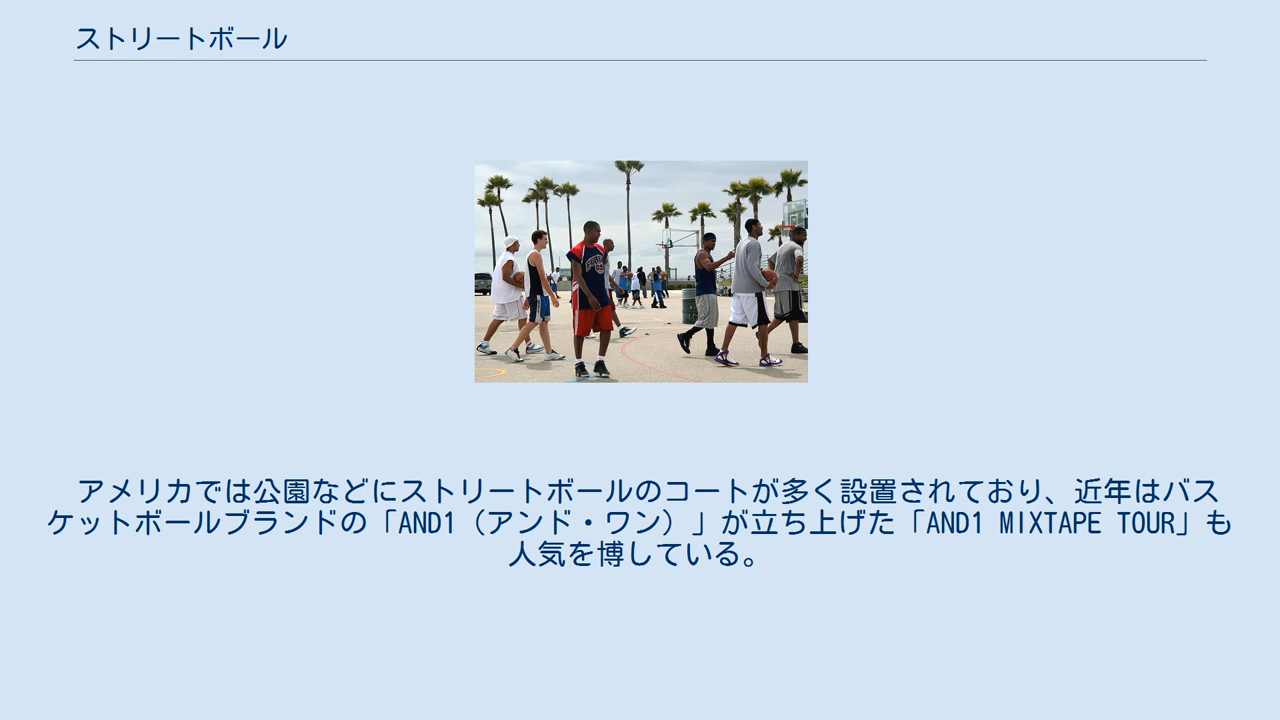 ストリートボール
アメリカでは公園などにストリートボールのコートが多く設置されており、近年はバス
ケットボールブランドの「AND1（アンド・ワン）」が立ち上げた「AND1 MIXTAPE TOUR」も
人気を博している。